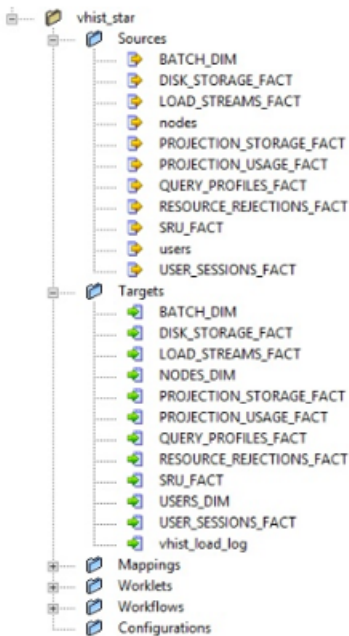 vhist_star
Sources
BATCH_DIM
DISK_STORAGE_FACT
LOAD_STREAMS_FACT
nodes
PROJECTION_STORAGE_FACT
PROJECTION_USAGE_FACT
QUERY_PROFILES_FACT
RESOURCE_REJECTIONS_FACT
SRU_FACT
users
USER_SESSIONS_FACT
Targets
BATCH_DIM
DISK_STORAGE_FACT
LOAD_STREAMS_FACT
NODES_DIM
PROJECTION_STORAGE_FACT
PROJECTION_USAGE_FACT
QUERY_PROFILES_FACT
RESOURCE_REJECTIONS_FACT
SRU_FACT
USERS_DIM
USER_SESSIONS_FACT
vhist_load_log
Mappings
Worklets
Workflows
Configurations